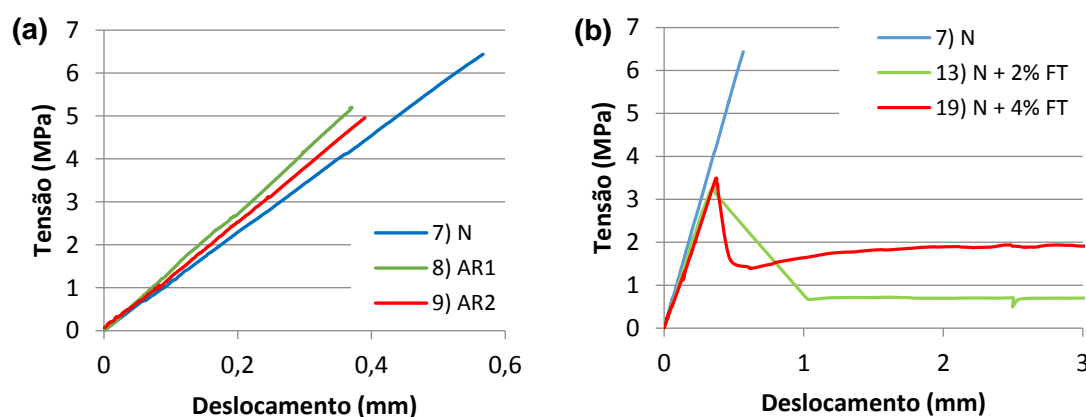 (a)
7
6
5
4
3
2
1
0
Tensão (MPa)
7) N
8) AR1
9) AR2
0
0,2
0,4
0,6
Deslocamento (mm)
(b)
7
6
5
4
3
2
1
0
Tensão (MPa)
7) N
13) N + 2% FT
19) N + 4% FT
0
1
2
3
Deslocamento (mm)